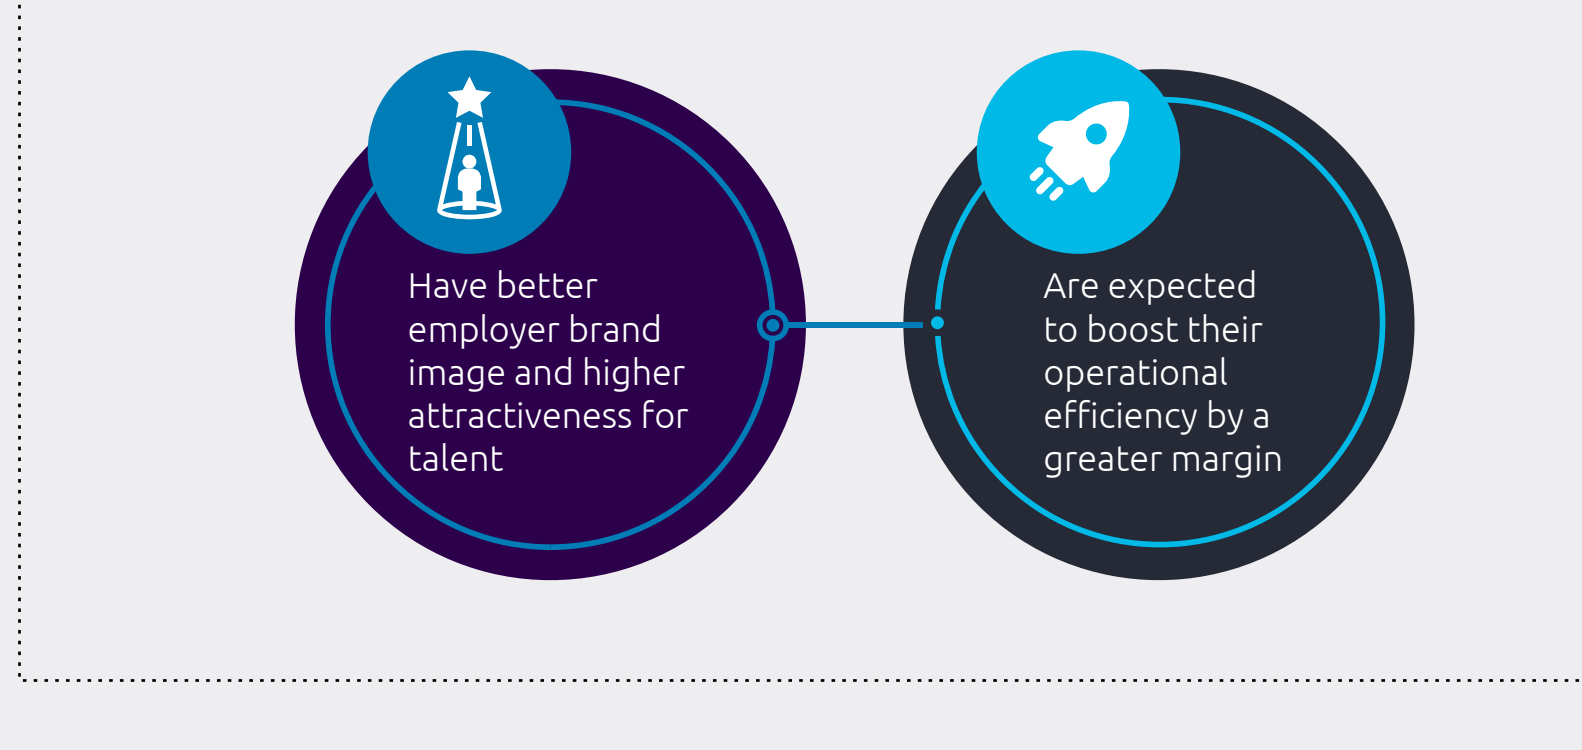 Have better
employer brand
image and higher
attractiveness for
talent
Are expected
to boost their
operational
efficiency by a
greater margin